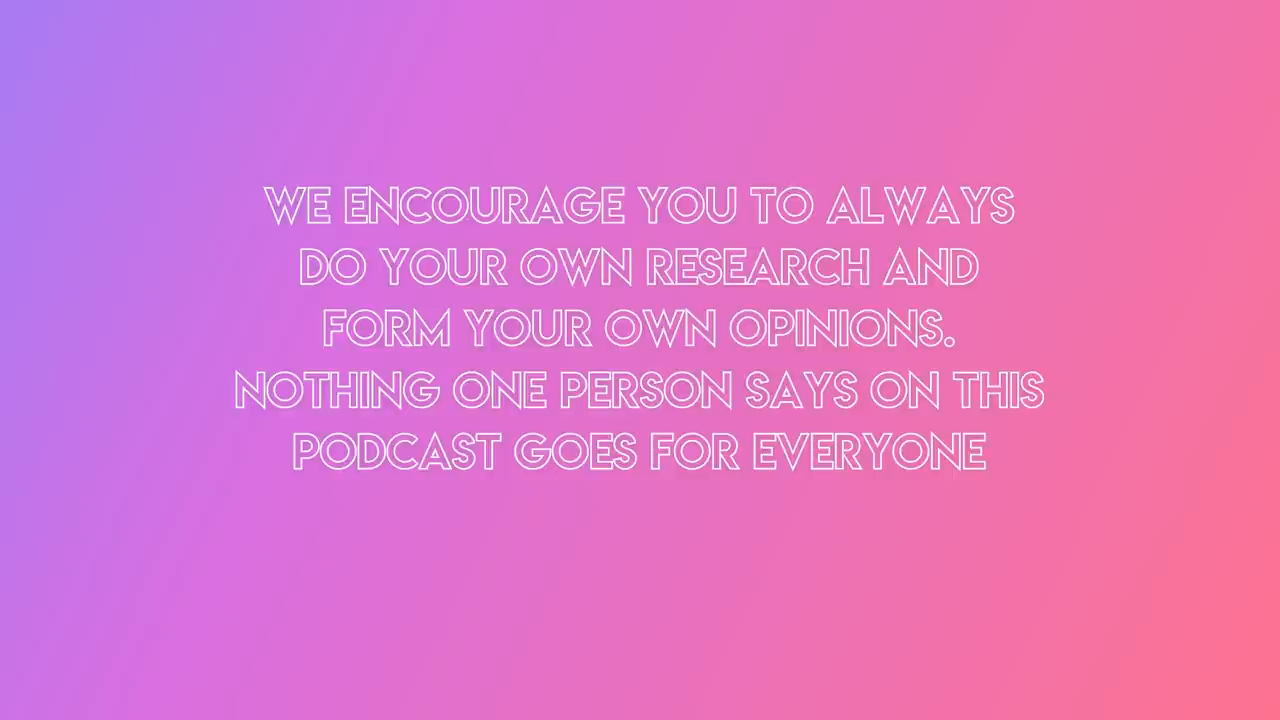 WE ENCOURAGE YOU TO ALWAYS
DO YOUR OWN RESEARCH AND
FORM YOUR OWN OPINIONS.
NOTHING ONE PERSON SAYS ON THIS
PODCAST GOES FOR EVERYONE